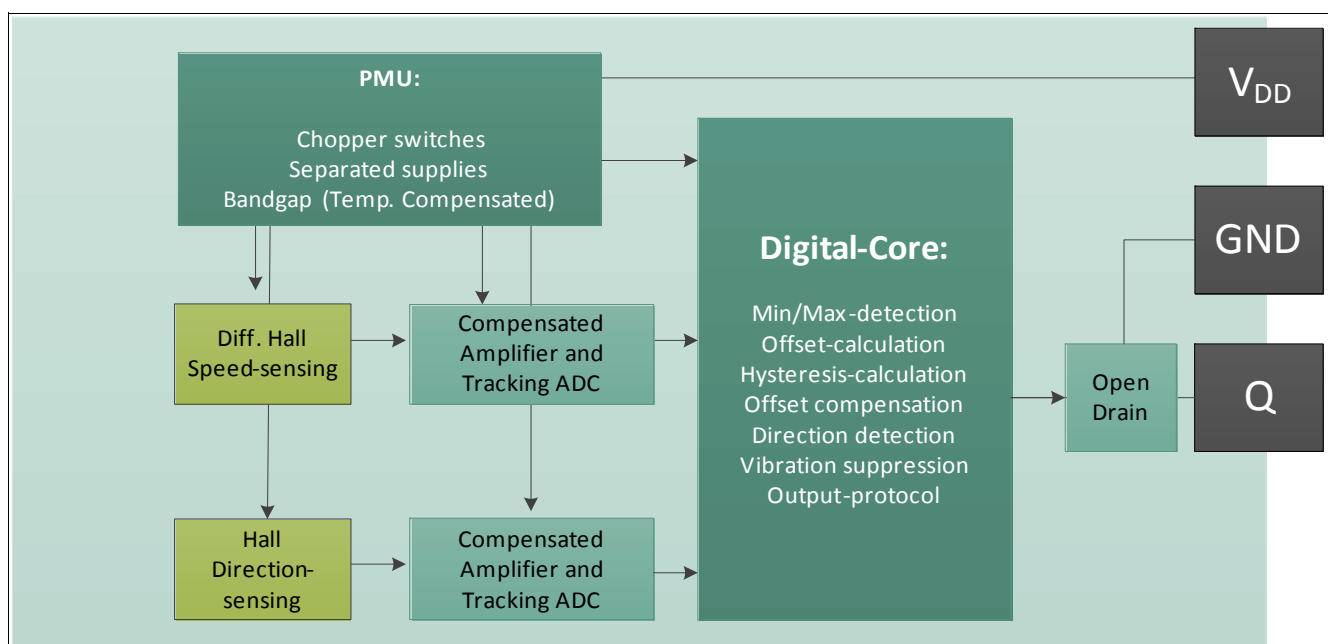 PMU:
Chopper switches
Separated supplies
Bandgap (Temp. Compensated)
VDD
GND
Digital-Core:
Min/Max-detection
Offset-calculation
Hysteresis-calculation
Offset compensation
Direction detection
Vibration suppression
Output-protocol
Diff. Hall
Speed-sensing
Compensated
Amplifier and
Tracking ADC
Open
Drain
Q
Hall
Direction-
sensing
Compensated
Amplifier and
Tracking ADC